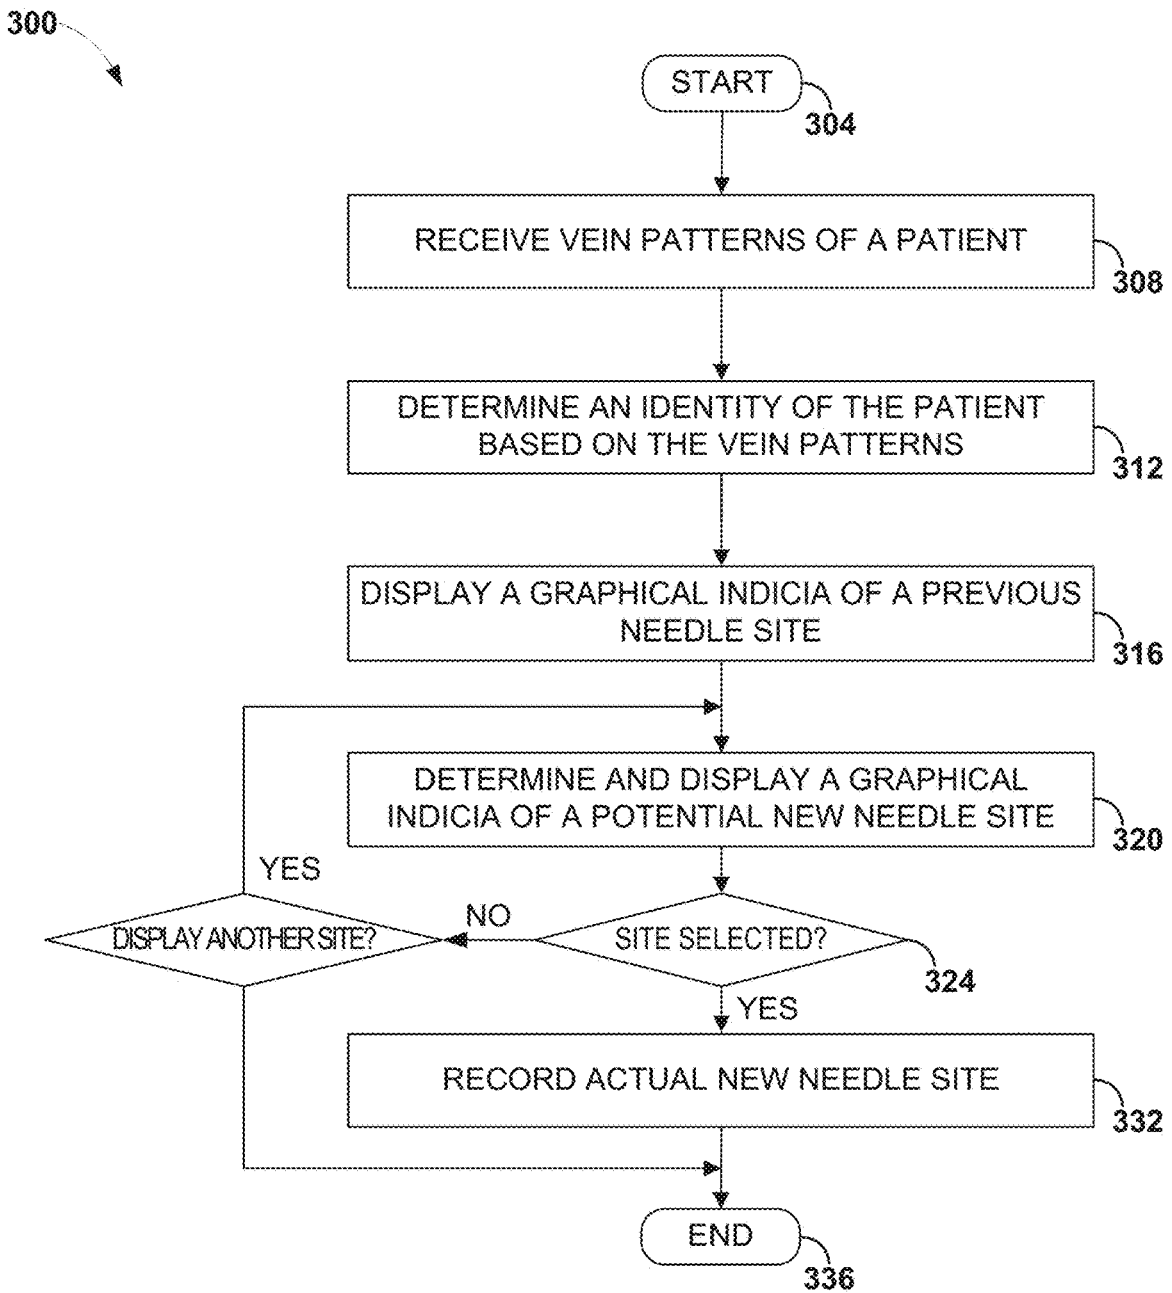 300
START
304
RECEIVE VEIN PATTERNS OF A PATIENT
308
DETERMINE AN IDENTITY OF THE PATIENT
BASED ON THE VEIN PATTERNS
312
DISPLAY A GRAPHICAL INDICIA OF A PREVIOUS
NEEDLE SITE
316
DETERMINE AND DISPLAY A GRAPHICAL
INDICIA OF A POTENTIAL NEW NEEDLE SITE
320
YES
DISPLAY ANOTHER SITE?
NO
SITE SELECTED?
324
YES
RECORD ACTUAL NEW NEEDLE SITE
332
END
336